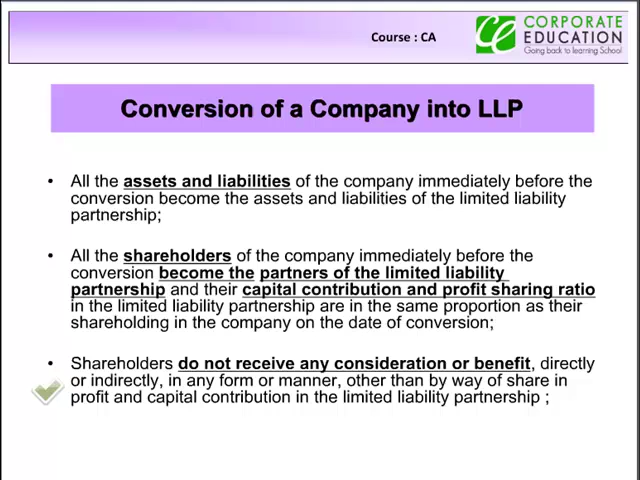 Course : CA
CORPORATE
EDUCATION
Going back to learning School
Conversion of a Company into LLP
• All the assets and liabilities of the company immediately before the
conversion become the assets and liabilities of the limited liability
partnership;
• All the shareholders of the company immediately before the
conversion become the partners of the limited liability
partnership and their capital contribution and profit sharing ratio
in the limited liability partnership are in the same proportion as their
shareholding in the company on the date of conversion;
• Shareholders do not receive any consideration or benefit, directly
or indirectly, in any form or manner, other than by way of share in
profit and capital contribution in the limited liability partnership ;